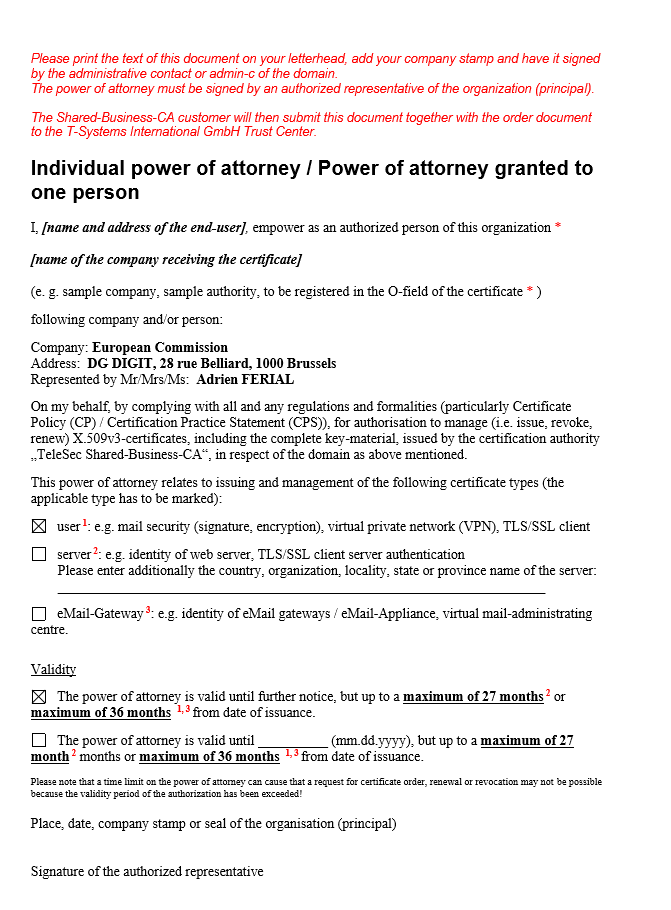 Please print the text of this document on your letterhead, add your company stamp and have it signed
by the administrative contact or admin-c of the domain.
The power of attorney must be signed by an authorized representative of the organization (principal).
The Shared-Business-CA customer will then submit this document together with the order document
to the T-Systems International GmbH Trust Center.
Individual power of attorney / Power of attorney granted to
one person
I, [name and address of the end-user], empower as an authorized person of this organization *
[name of the company receiving the certificate]
(e. g. sample company, sample authority, to be registered in the O-field of the certificate * )
following company and/or person:
Company: European Commission
Address: DG DIGIT, 28 rue Belliard, 1000 Brussels
Represented by Mr/Mrs/Ms: Adrien FERIAL
On my behalf, by complying with all and any regulations and formalities (particularly Certificate
Policy (CP) / Certification Practice Statement (CPS)), for authorisation to manage (i.e. issue, revoke,
renew) X.509v3-certificates, including the complete key-material, issued by the certification authority
„TeleSec Shared-Business-CA“, in respect of the domain as above mentioned.
This power of attorney relates to issuing and management of the following certificate types (the
applicable type has to be marked):
☒ user 1: e.g. mail security (signature, encryption), virtual private network (VPN), TLS/SSL client
☐ server 2: e.g. identity of web server, TLS/SSL client server authentication
Please enter additionally the country, organization, locality, state or province name of the server:
☐ eMail-Gateway 3: e.g. identity of eMail gateways / eMail-Appliance, virtual mail-administrating
centre.
Validity
☒ The power of attorney is valid until further notice, but up to a maximum of 27 months 2 or
maximum of 36 months 1,3 from date of issuance.
☐ The power of attorney is valid until __________ (mm.dd.yyyy), but up to a maximum of 27
month 2 months or maximum of 36 months 1,3 from date of issuance.
Please note that a time limit on the power of attorney can cause that a request for certificate order, renewal or revocation may not be possible
because the validity period of the authorization has been exceeded!
Place, date, company stamp or seal of the organisation (principal)
Signature of the authorized representative